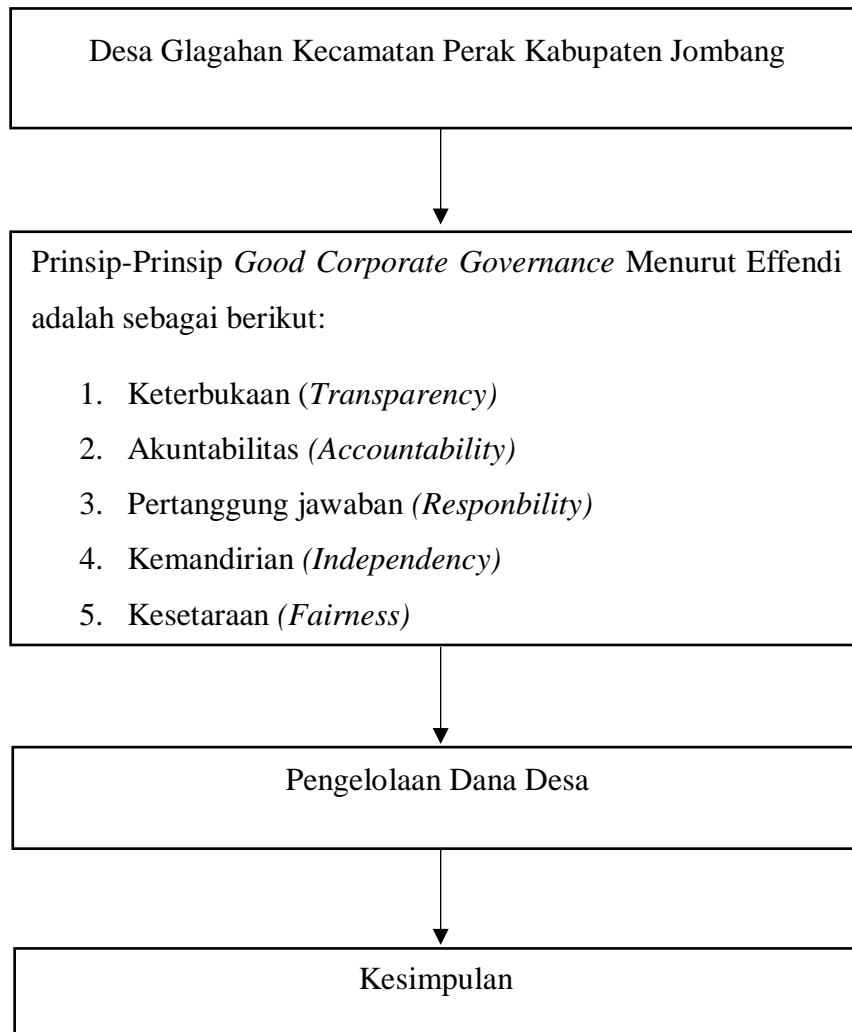 Desa Glagahan Kecamatan Perak Kabupaten Jombang
Prinsip-Prinsip Good Corporate Governance Menurut Effendi
adalah sebagai berikut:
1. Keterbukaan (Transparency)
2. Akuntabilitas (Accountability)
3. Pertanggung jawaban (Responbility)
4. Kemandirian (Independency)
5. Kesetaraan (Fairness)
Pengelolaan Dana Desa
Kesimpulan